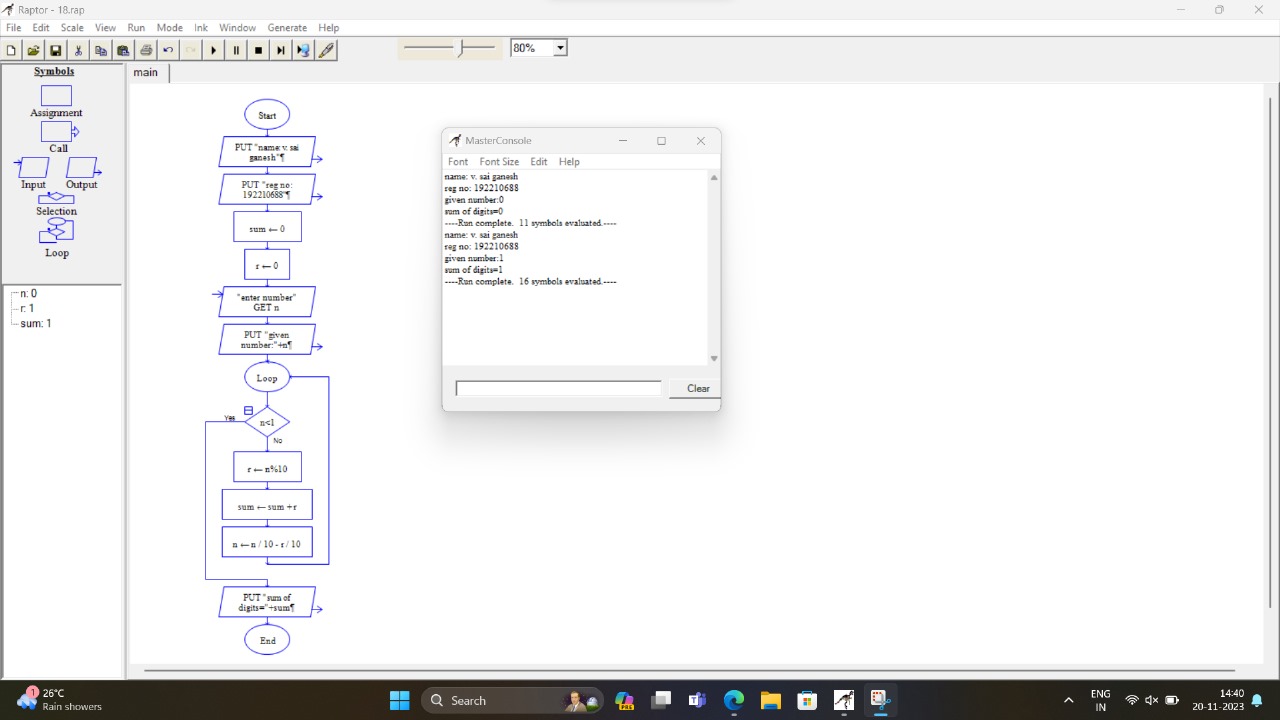 Raptor - 18.rap
File Edit Scale View Run Mode Ink Window Generate Help
80%
Symbols
Assignment
Call
Input Output
Selection
Loop
n: 0
r: 1
sum: 1
main
Start
PUT "name: v. sai
ganesh"¶
PUT "reg no:
192210688"¶
sum ← 0
r ← 0
"enter number"
GET n
PUT "given
number:"+n¶
Loop
Yes
n<1
No
r ← n%10
sum ← sum + r
n ← n / 10 - r / 10
PUT "sum of
digits="+sum¶
End
MasterConsole
Font Font Size Edit Help
name: v. sai ganesh
reg no: 192210688
given number:0
sum of digits=0
----Run complete. 11 symbols evaluated.----
name: v. sai ganesh
reg no: 192210688
given number:1
sum of digits=1
----Run complete. 16 symbols evaluated.----
Clear
1
26°C
Rain showers
Search
ENG
IN
14:40
20-11-2023